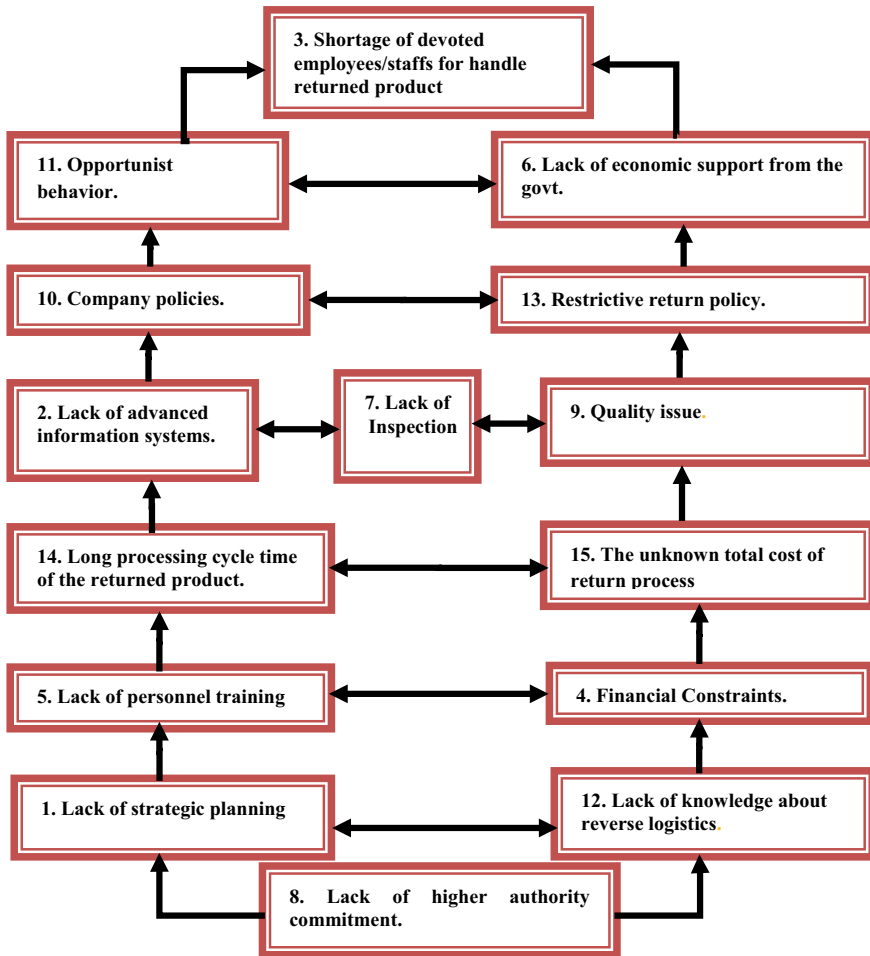 3. Shortage of devoted
employees/staffs for handle
returned product
11. Opportunist
behavior.
6. Lack of economic support from the
govt.
10. Company policies.
13. Restrictive return policy.
2. Lack of advanced
information systems.
7. Lack of
Inspection
9. Quality issue.
14. Long processing cycle time
of the returned product.
15. The unknown total cost of
return process
5. Lack of personnel training
4. Financial Constraints.
1. Lack of strategic planning
12. Lack of knowledge about
reverse logistics.
8. Lack of higher authority
commitment.